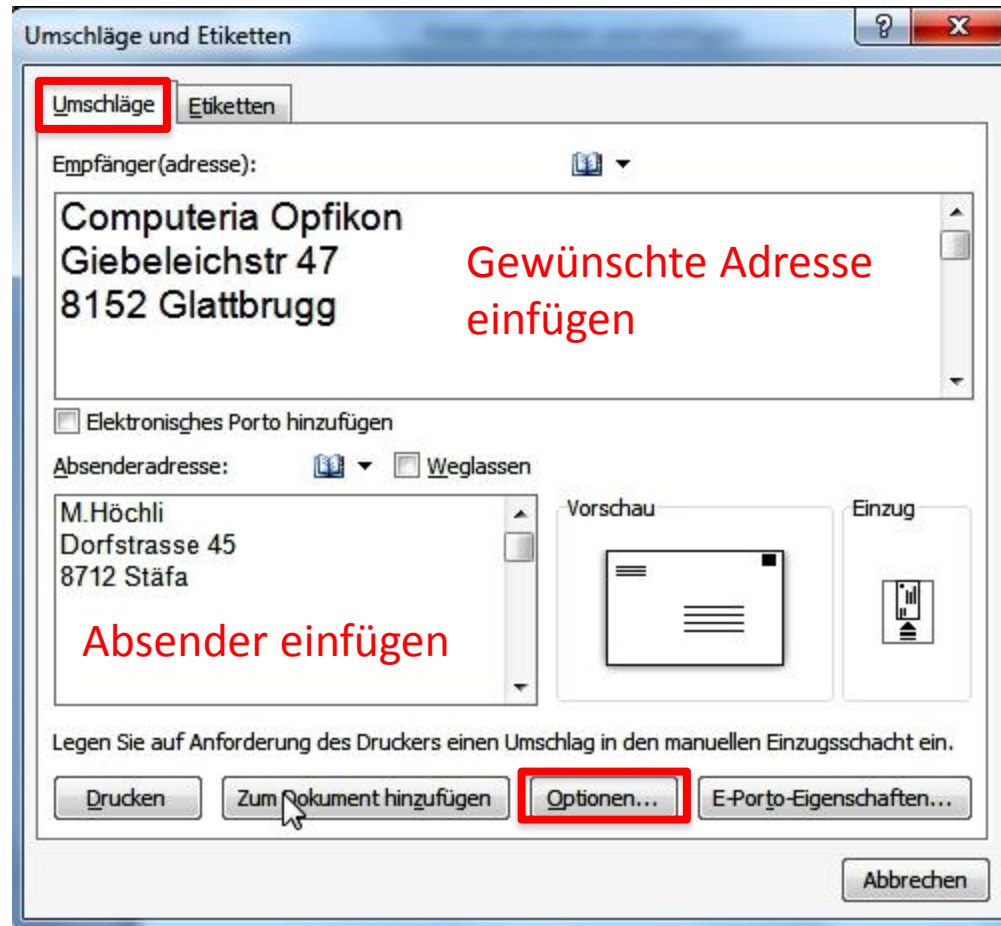 Umschläge und Etiketten
Umschläge Etiketten
Empfänger(adresse):
Computeria Opfikon
Giebeleichstr 47
8152 Glattbrugg
Gewünschte Adresse
einfügen
Elektronisches Porto hinzufügen
Absenderadresse: Weglassen
M.Höchli
Dorfstrasse 45
8712 Stäfa
Absender einfügen
Vorschau
Einzug
Legen Sie auf Anforderung des Druckers einen Umschlag in den manuellen Einzugsschacht ein.
Drucken Zum Dokument hinzufügen Optionen... E-Porto-Eigenschaften...
Abbrechen